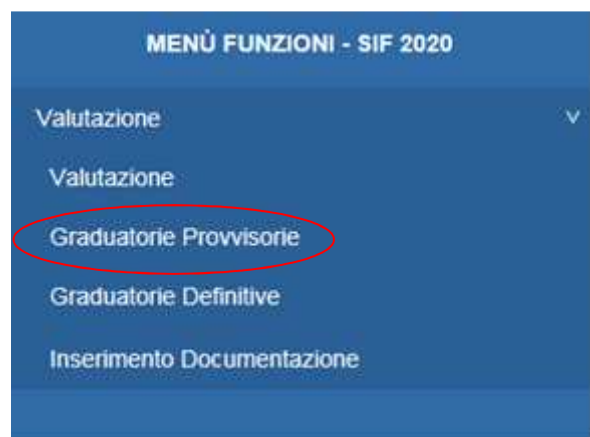 MENÙ FUNZIONI - SIF 2020
Valutazione
Valutazione
Graduatorie Provvisorie
Graduatorie Definitive
Inserimento Documentazione